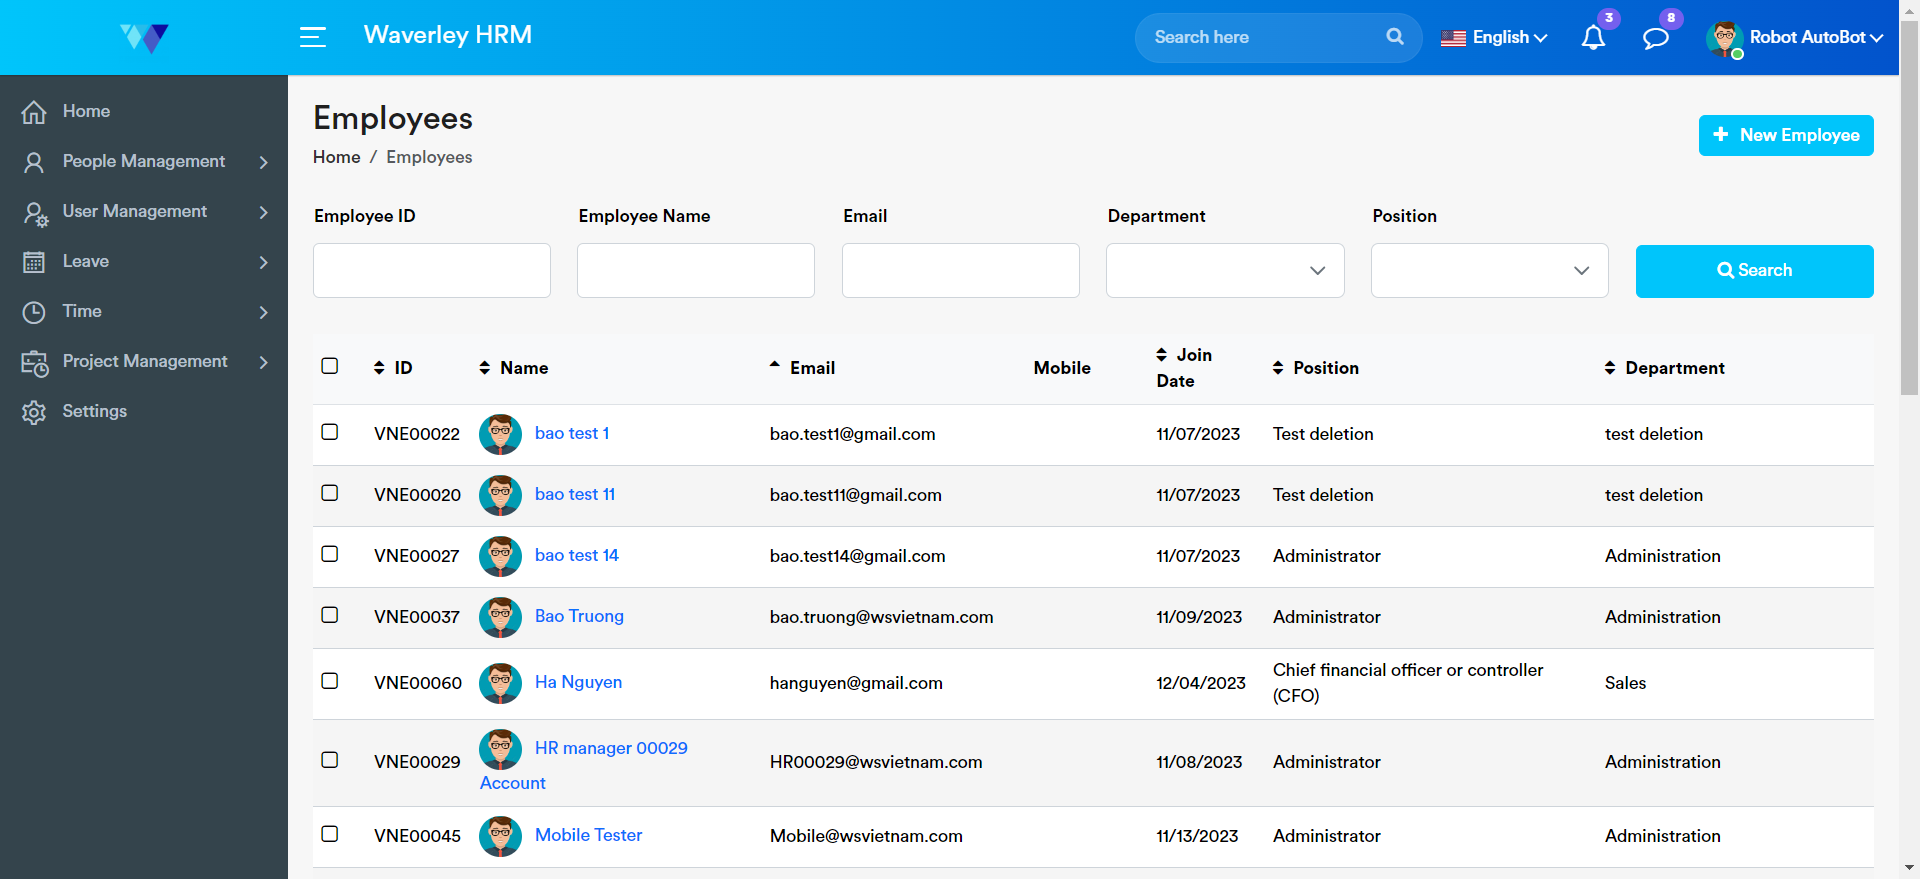 Waverley HRM
Search here
English
3
8
Robot AutoBot
Home
People Management
User Management
Leave
Time
Project Management
Settings
Employees
Home / Employees
New Employee
Employee ID
Employee Name
Email
Department
Position
Search
ID Name Email Mobile Join Date Position Department
VNE00022 bao test 1 bao.test1@gmail.com 11/07/2023 Test deletion test deletion
VNE00020 bao test 11 bao.test11@gmail.com 11/07/2023 Test deletion test deletion
VNE00027 bao test 14 bao.test14@gmail.com 11/07/2023 Administrator Administration
VNE00037 Bao Truong bao.truong@wsvietnam.com 11/09/2023 Administrator Administration
VNE00060 Ha Nguyen hanguyen@gmail.com 12/04/2023 Chief financial officer or controller (CFO) Sales
VNE00029 HR manager 00029 Account HR00029@wsvietnam.com 11/08/2023 Administrator Administration
VNE00045 Mobile Tester Mobile@wsvietnam.com 11/13/2023 Administrator Administration